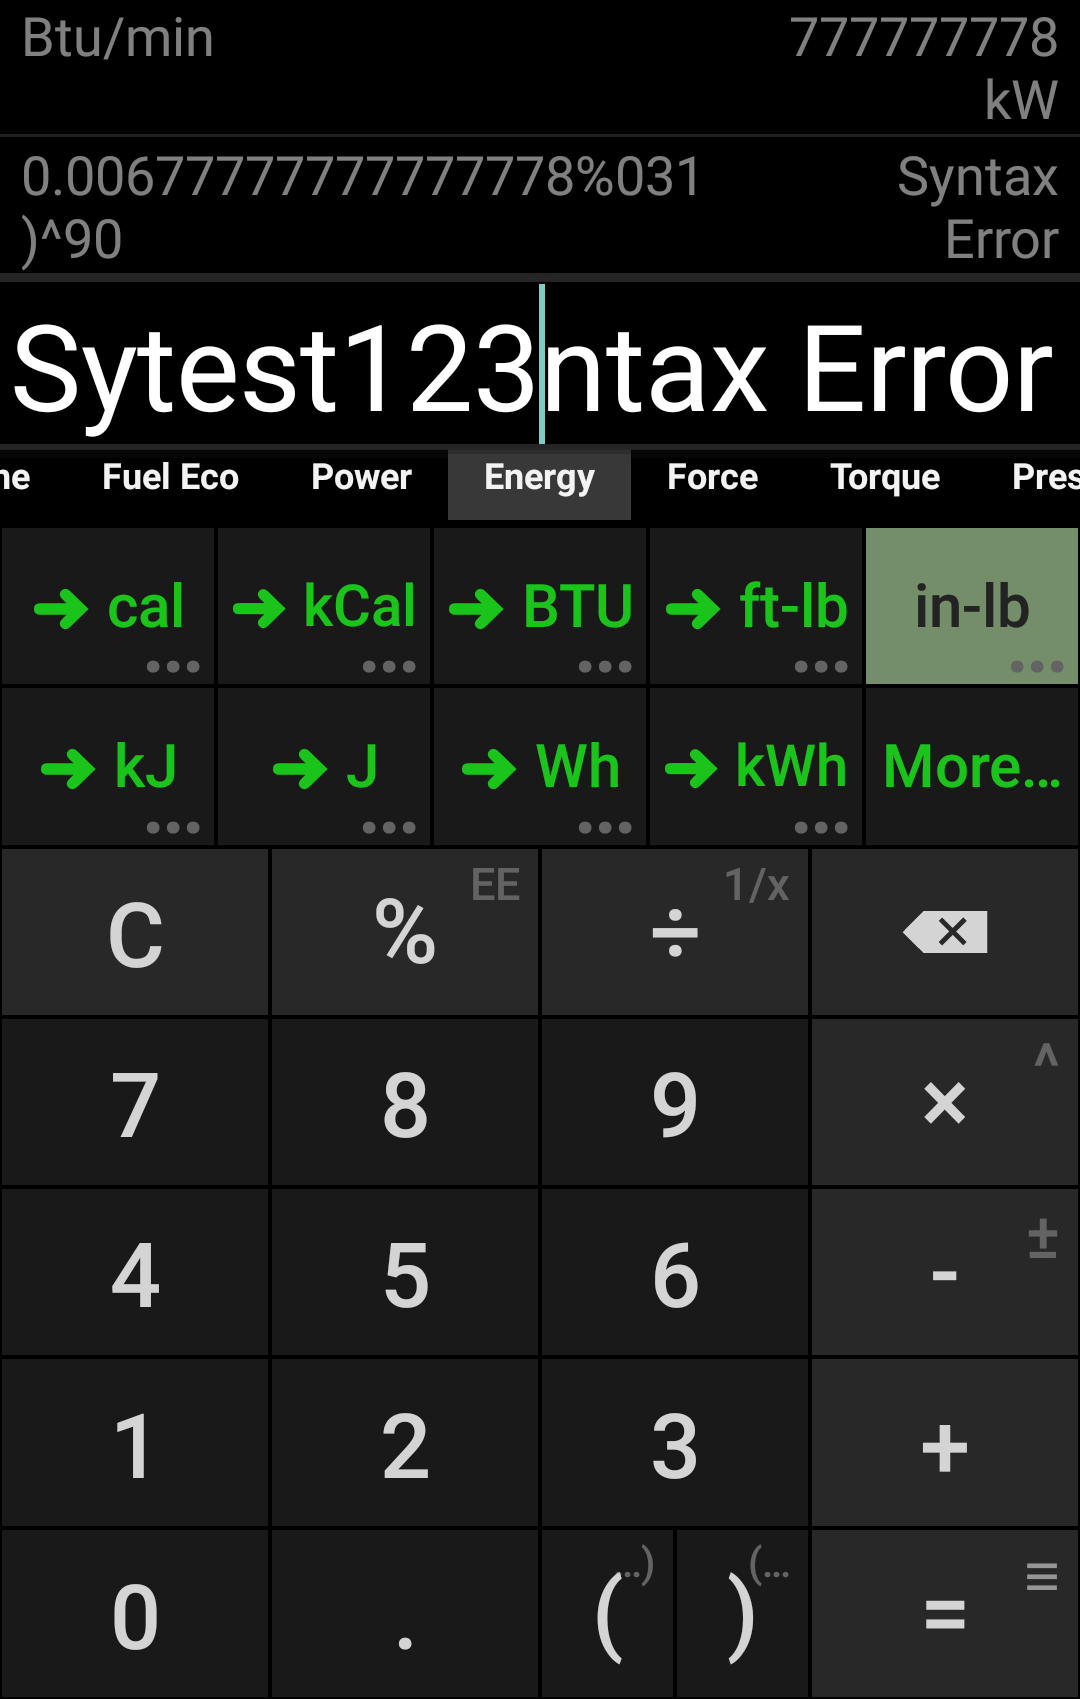 Btu/min 777777778
kW
0.00677777777777778%031 Syntax
)^90 Error
Sytest123ntax Error
ne Fuel Eco Power Energy Force Torque Pres
➔ cal ➔ kCal ➔ BTU ➔ ft-lb in-lb
➔ kJ ➔ J ➔ Wh ➔ kWh More...
C % EE ÷ 1/x
7 8 9 × ^
4 5 6 - ±
1 2 3 +
0 . ( ..) ) (... =